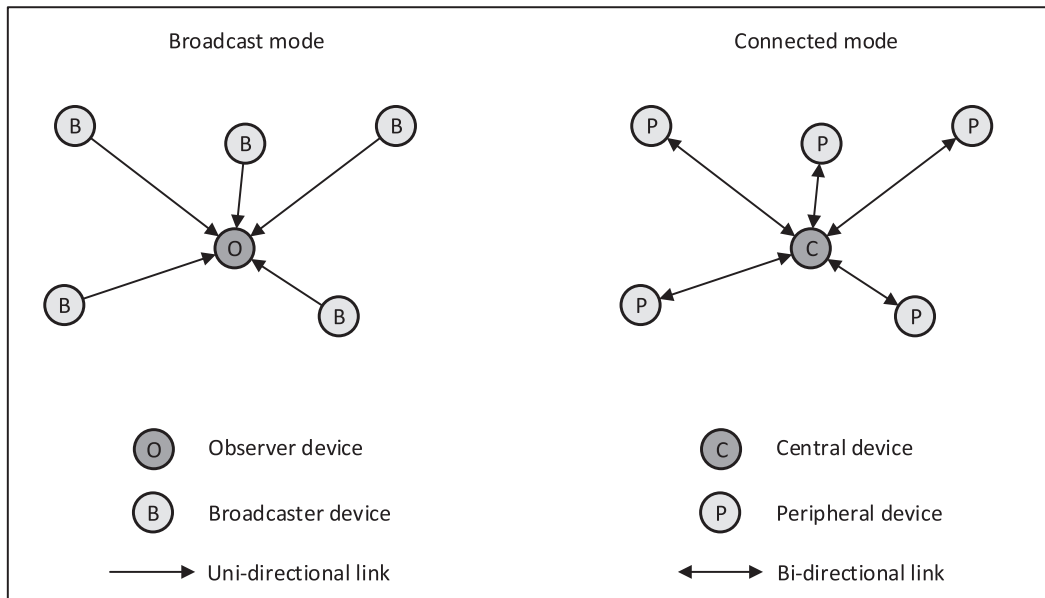 Broadcast mode
B
B
B
O
B
B
Observer device
O
Broadcaster device
B
Uni-directional link
Connected mode
P
P
P
C
P
P
C
Central device
P
Peripheral device
Bi-directional link